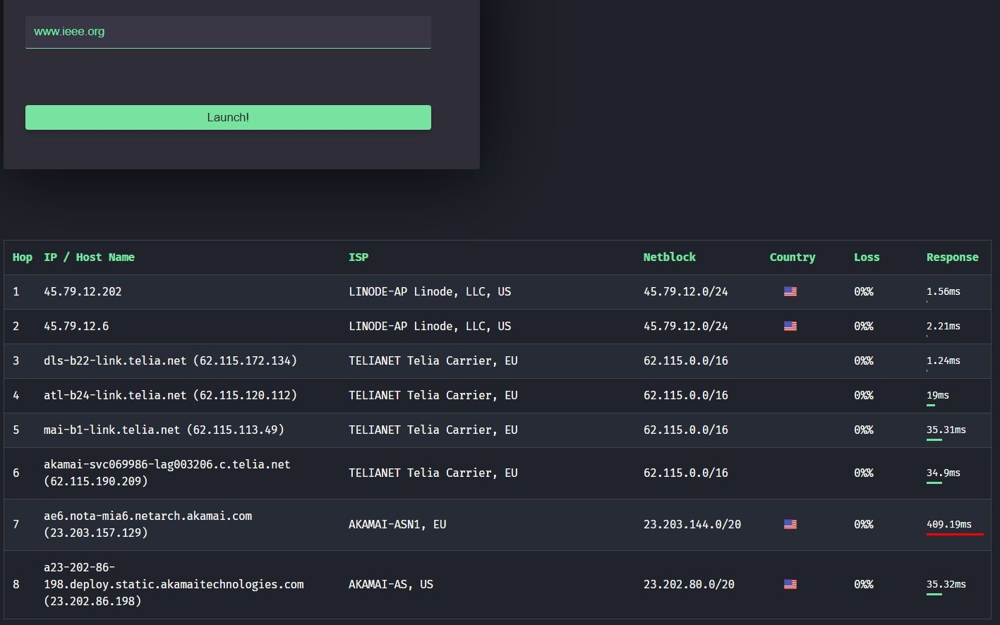 www.ieee.org
Launch!
Hop IP / Host Name ISP Netblock Country Loss Response
1 45.79.12.202 LINODE-AP Linode, LLC, US 45.79.12.0/24 0%% 1.56ms
2 45.79.12.6 LINODE-AP Linode, LLC, US 45.79.12.0/24 0%% 2.21ms
3 dls-b22-link.telia.net (62.115.172.134) TELIANET Telia Carrier, EU 62.115.0.0/16 0%% 1.24ms
4 atl-b24-link.telia.net (62.115.120.112) TELIANET Telia Carrier, EU 62.115.0.0/16 0%% 19ms
5 mai-b1-link.telia.net (62.115.113.49) TELIANET Telia Carrier, EU 62.115.0.0/16 0%% 35.31ms
akamai-svc069986-lag003206.c.telia.net
6 (62.115.190.209) TELIANET Telia Carrier, EU 62.115.0.0/16 0%% 34.9ms
ae6.nota-mia6.netarch.akamai.com
7 (23.203.157.129) AKAMAI-ASN1, EU 23.203.144.0/20 0%% 409.19ms
a23-202-86-
8 198.deploy.static.akamaitechnologies.com AKAMAI-AS, US 23.202.80.0/20 0%% 35.32ms
(23.202.86.198)